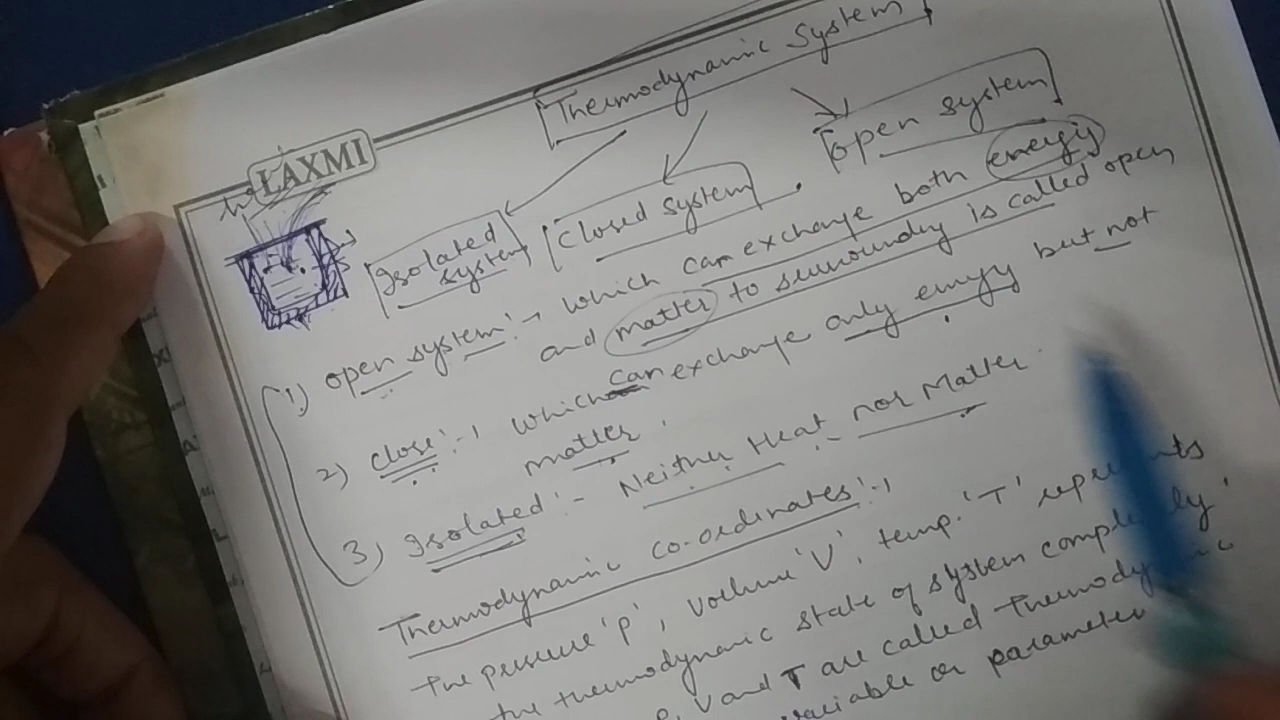 Thermodynamic System
LAXMI
Isolated system
Closed system
open system
1) open system:- which can exchange both energy
and matter to surrounding is called open
2) close:- which can exchange only energy but not
matter.
3) Isolated:- Neither Heat nor Matter.
Thermodynamic co-ordinates:-
The pressure 'P', volume 'V', temp. 'T' represents
the thermodynamic state of system completely.
P, V and T are called thermodynamic
variable or parameter